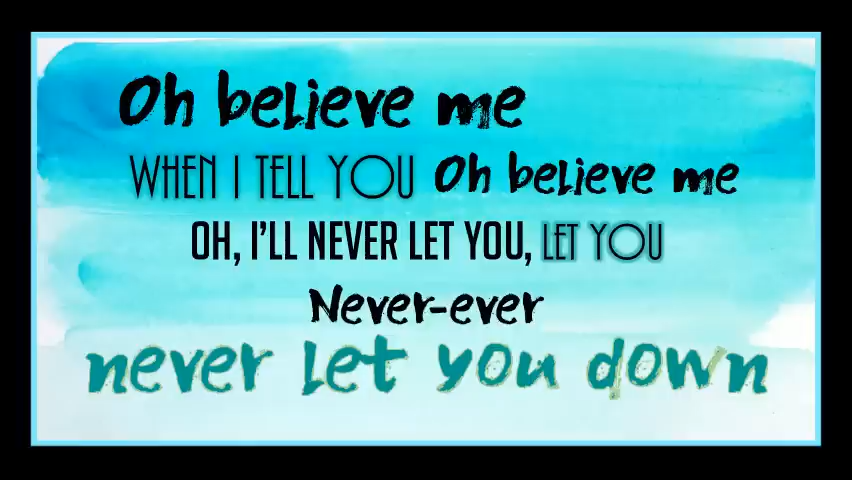 Oh believe me
WHEN I TELL YOU Oh believe me
OH, I'LL NEVER LET YOU, LET YOU
Never-ever
never let you down